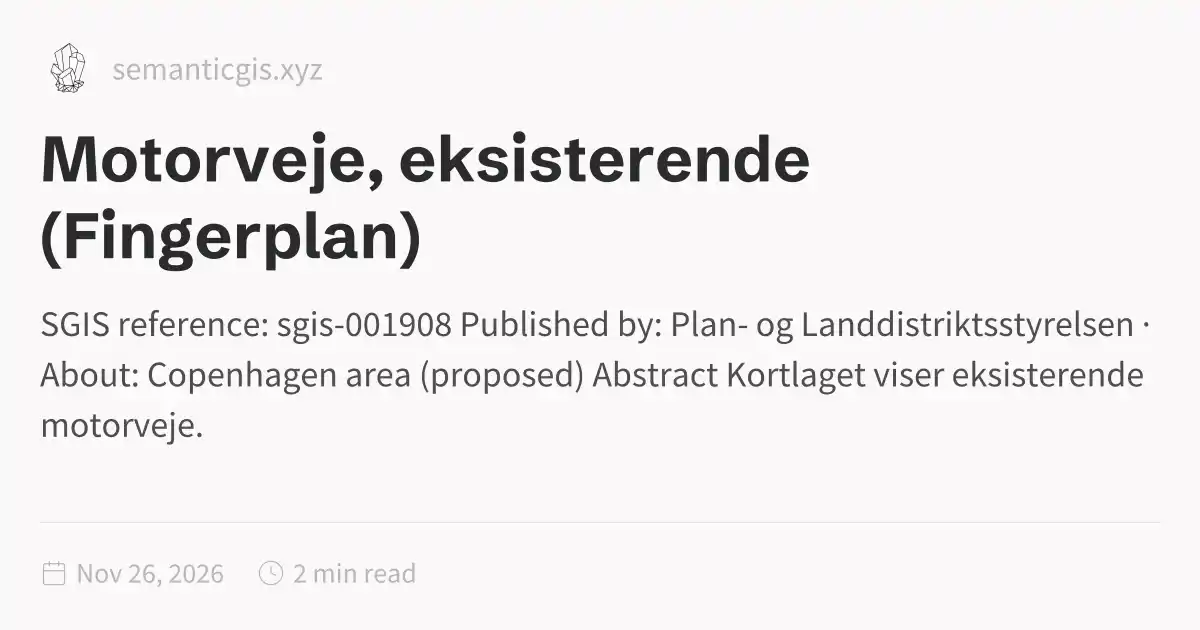 semanticgis.xyz
Motorveje, eksisterende
(Fingerplan)
SGIS reference: sgis-001908 Published by: Plan- og Landdistriktsstyrelsen ·
About: Copenhagen area (proposed) Abstract Kortlaget viser eksisterende
motorveje.
Nov 26, 2026 2 min read